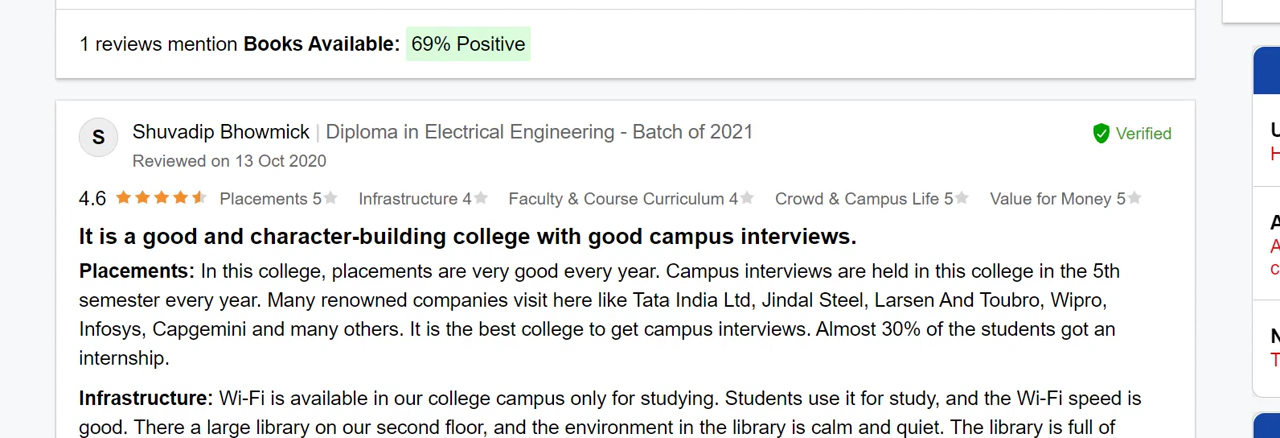 1 reviews mention Books Available: 69% Positive
S
Shuvadip Bhowmick | Diploma in Electrical Engineering - Batch of 2021
Verified
Reviewed on 13 Oct 2020
4.6 Placements 5 Infrastructure 4 Faculty & Course Curriculum 4 Crowd & Campus Life 5 Value for Money 5
It is a good and character-building college with good campus interviews.
Placements: In this college, placements are very good every year. Campus interviews are held in this college in the 5th
semester every year. Many renowned companies visit here like Tata India Ltd, Jindal Steel, Larsen And Toubro, Wipro,
Infosys, Capgemini and many others. It is the best college to get campus interviews. Almost 30% of the students got an
internship.
Infrastructure: Wi-Fi is available in our college campus only for studying. Students use it for study, and the Wi-Fi speed is
good. There a large library on our second floor, and the environment in the library is calm and quiet. The library is full of